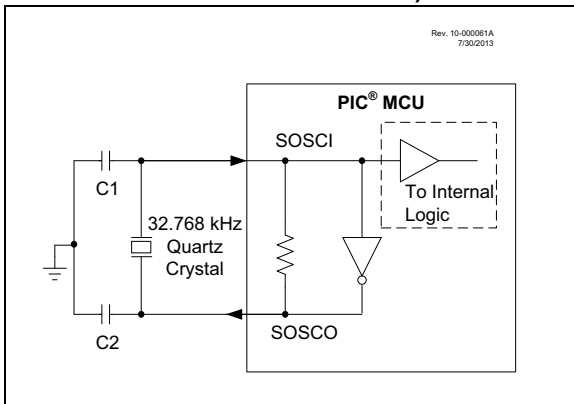 Rev. 10-000061A
7/30/2013
PIC® MCU
SOSCI
C1
To Internal
Logic
32.768 kHz
Quartz
Crystal
SOSCO
C2